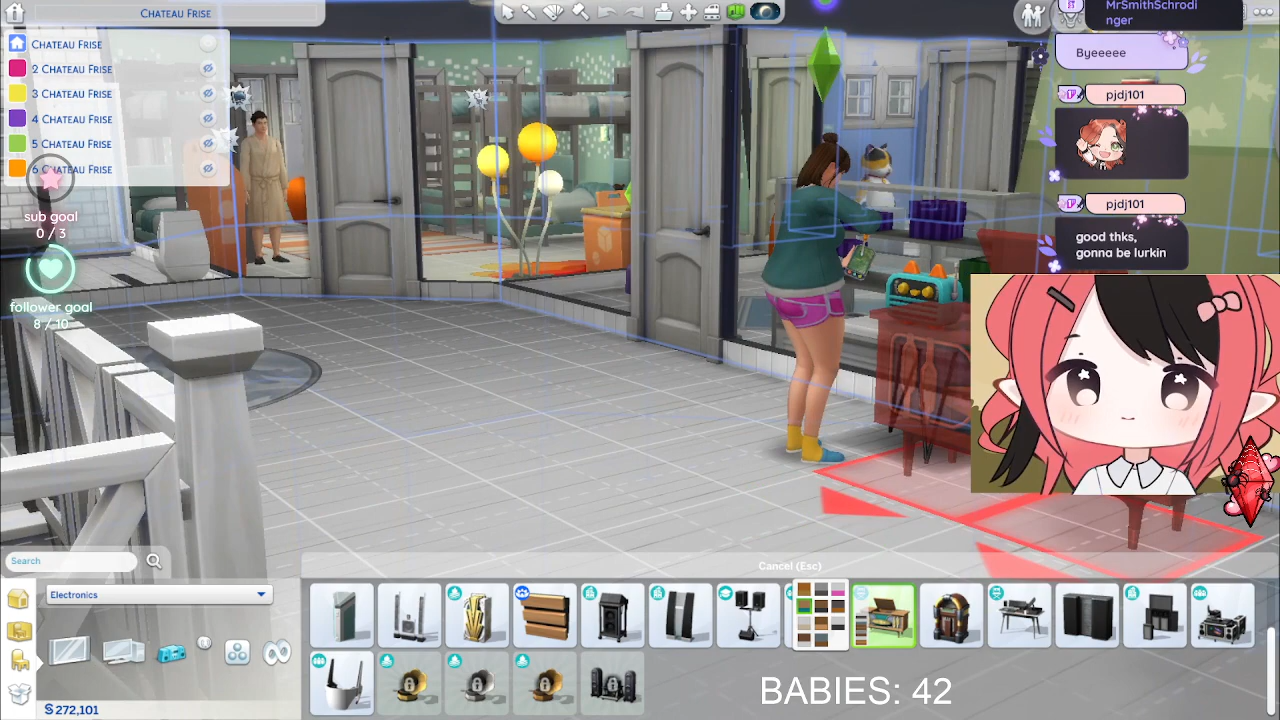 CHATEAU FRISE
CHATEAU FRISE
2 CHATEAU FRISE
3 CHATEAU FRISE
4 CHATEAU FRISE
5 CHATEAU FRISE
6 CHATEAU FRISE
sub goal
0 / 3
follower goal
8 / 10
MrSmithSchrodi
nger
Byeeeee
pjdj101
pjdj101
good thks,
gonna be lurkin
Cancel (Esc)
Search
Electronics
§272,101
BABIES: 42